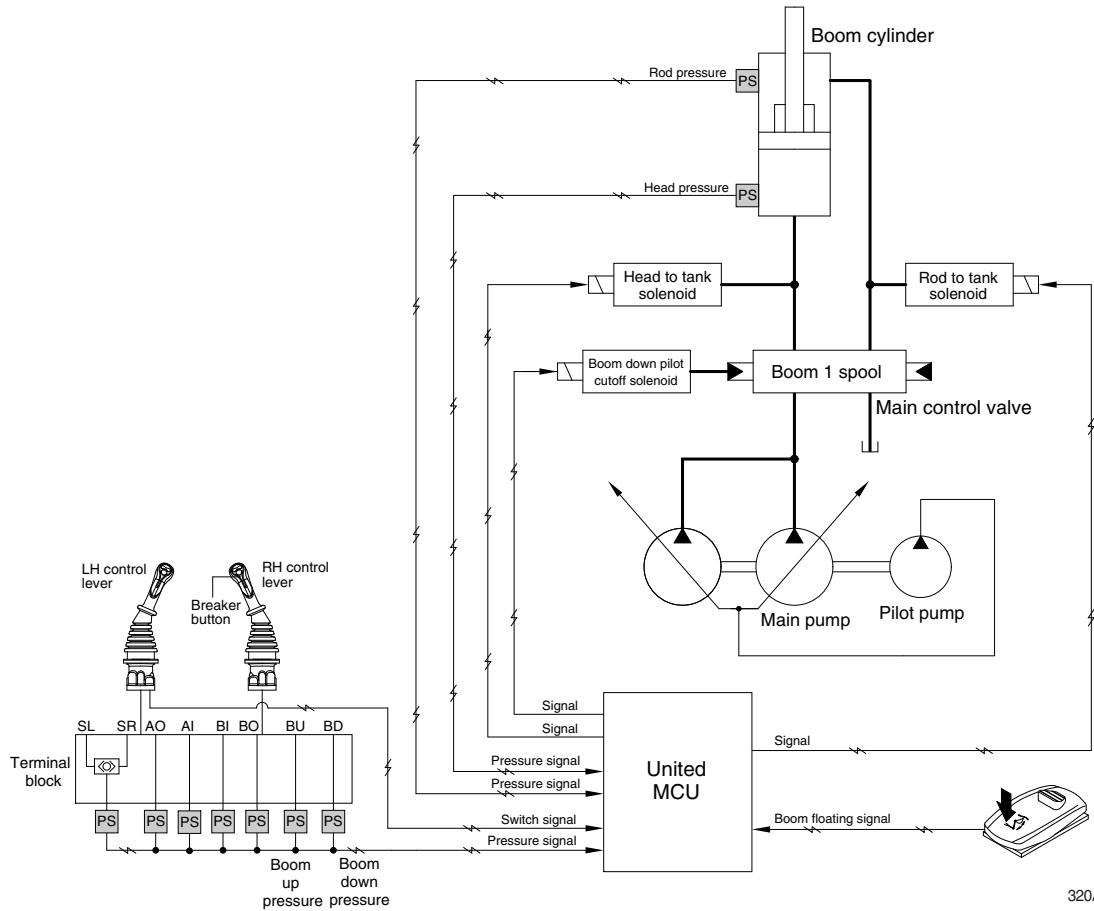 Boom cylinder
Rod pressure
PS
Head pressure
PS
Head to tank
solenoid
Rod to tank
solenoid
Boom down pilot
cutoff solenoid
Boom 1 spool
Main control valve
Main pump
Pilot pump
LH control
lever
RH control
lever
Breaker
button
SL
SR
AO
AI
BI
BO
BU
BD
Terminal
block
PS
PS
PS
PS
PS
PS
PS
Boom
up
pressure
Boom
down
pressure
Signal
Signal
Pressure signal
Pressure signal
Switch signal
Pressure signal
United
MCU
Signal
Boom floating signal